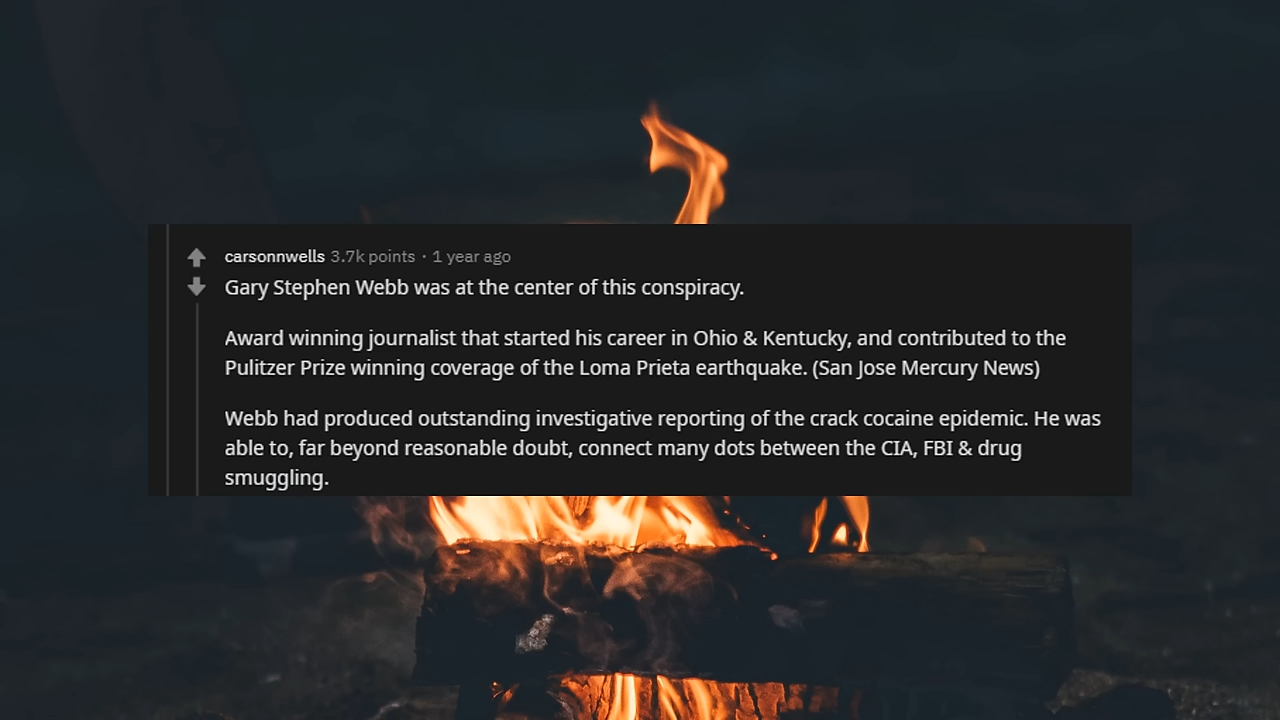 carsonnwells 3.7k points · 1 year ago
Gary Stephen Webb was at the center of this conspiracy.
Award winning journalist that started his career in Ohio & Kentucky, and contributed to the
Pulitzer Prize winning coverage of the Loma Prieta earthquake. (San Jose Mercury News)
Webb had produced outstanding investigative reporting of the crack cocaine epidemic. He was
able to, far beyond reasonable doubt, connect many dots between the CIA, FBI & drug
smuggling.